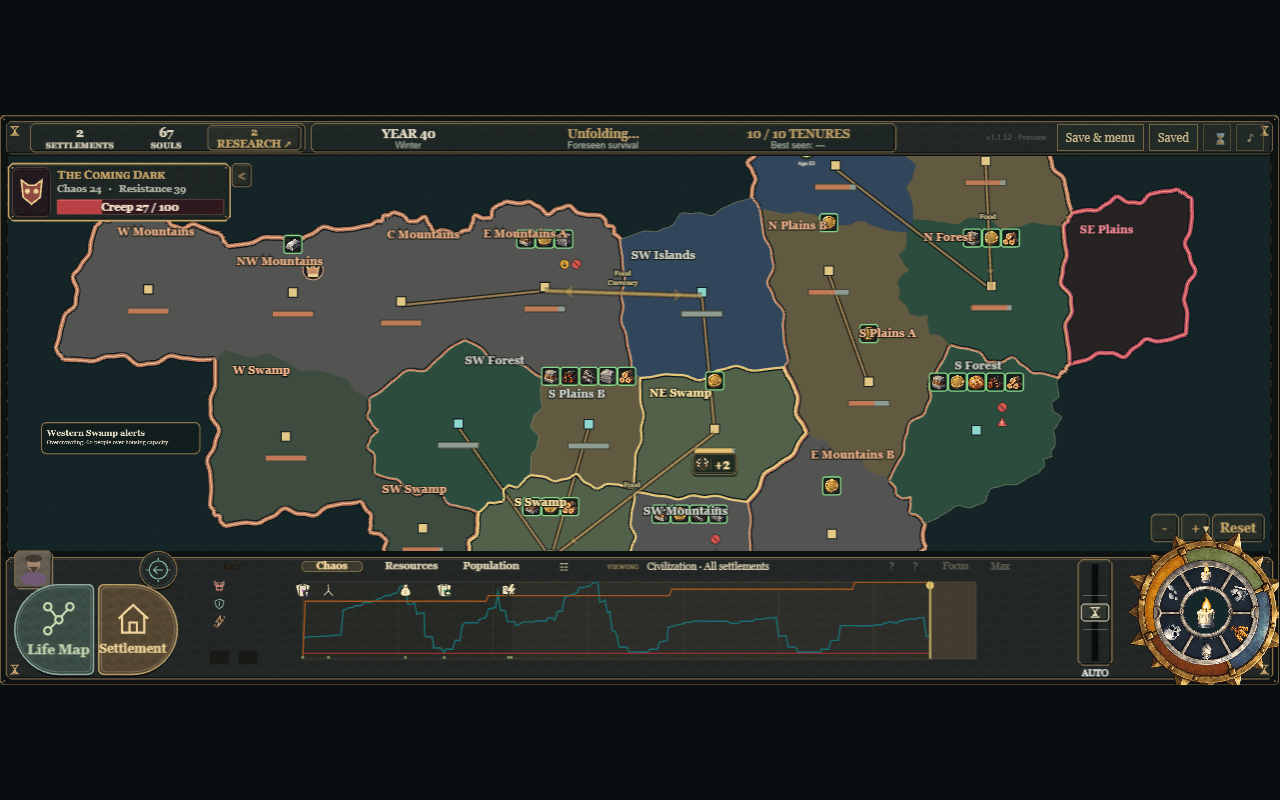 2
SETTLEMENTS
67
SOULS
2
RESEARCH ↗
YEAR 40
Winter
Unfolding...
Foreseen survival
10 / 10 TENURES
Best seen: —
v1.1.52 · Preview
Save & menu
Saved
THE COMING DARK
Chaos 24 · Resistance 39
Creep 27 / 100
<
W Mountains
NW Mountains
C Mountains
E Mountains A
SW Islands
Food
Currency
N Plains B
Food
N Forest
SE Plains
S Plains A
S Forest
W Swamp
SW Forest
S Plains B
NE Swamp
+2
E Mountains B
SW Swamp
S Swamp
Food
SW Mountains
Western Swamp alerts
- + Reset
Life Map
Settlement
Chaos
Resources
Population
VIEWING
Civilization · All settlements
? ?
Focus
Max
AUTO